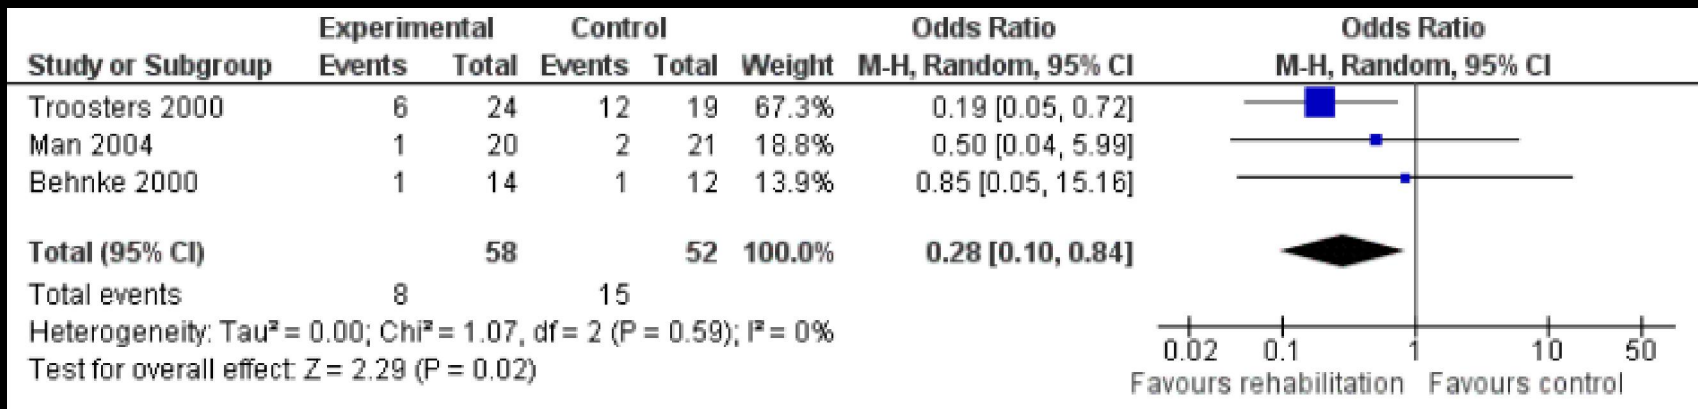 Experimental Control Odds Ratio Odds Ratio
Study or Subgroup Events Total Events Total Weight M-H, Random, 95% CI M-H, Random, 95% CI
Troosters 2000 6 24 12 19 67.3% 0.19 [0.05, 0.72]
Man 2004 1 20 2 21 18.8% 0.50 [0.04, 5.99]
Behnke 2000 1 14 1 12 13.9% 0.85 [0.05, 15.16]
Total (95% CI) 58 52 100.0% 0.28 [0.10, 0.84]
Total events 8 15
Heterogeneity: Tau² = 0.00; Chi² = 1.07, df = 2 (P = 0.59); I² = 0%
Test for overall effect: Z = 2.29 (P = 0.02)
0.02 0.1 1 10 50
Favours rehabilitation Favours control